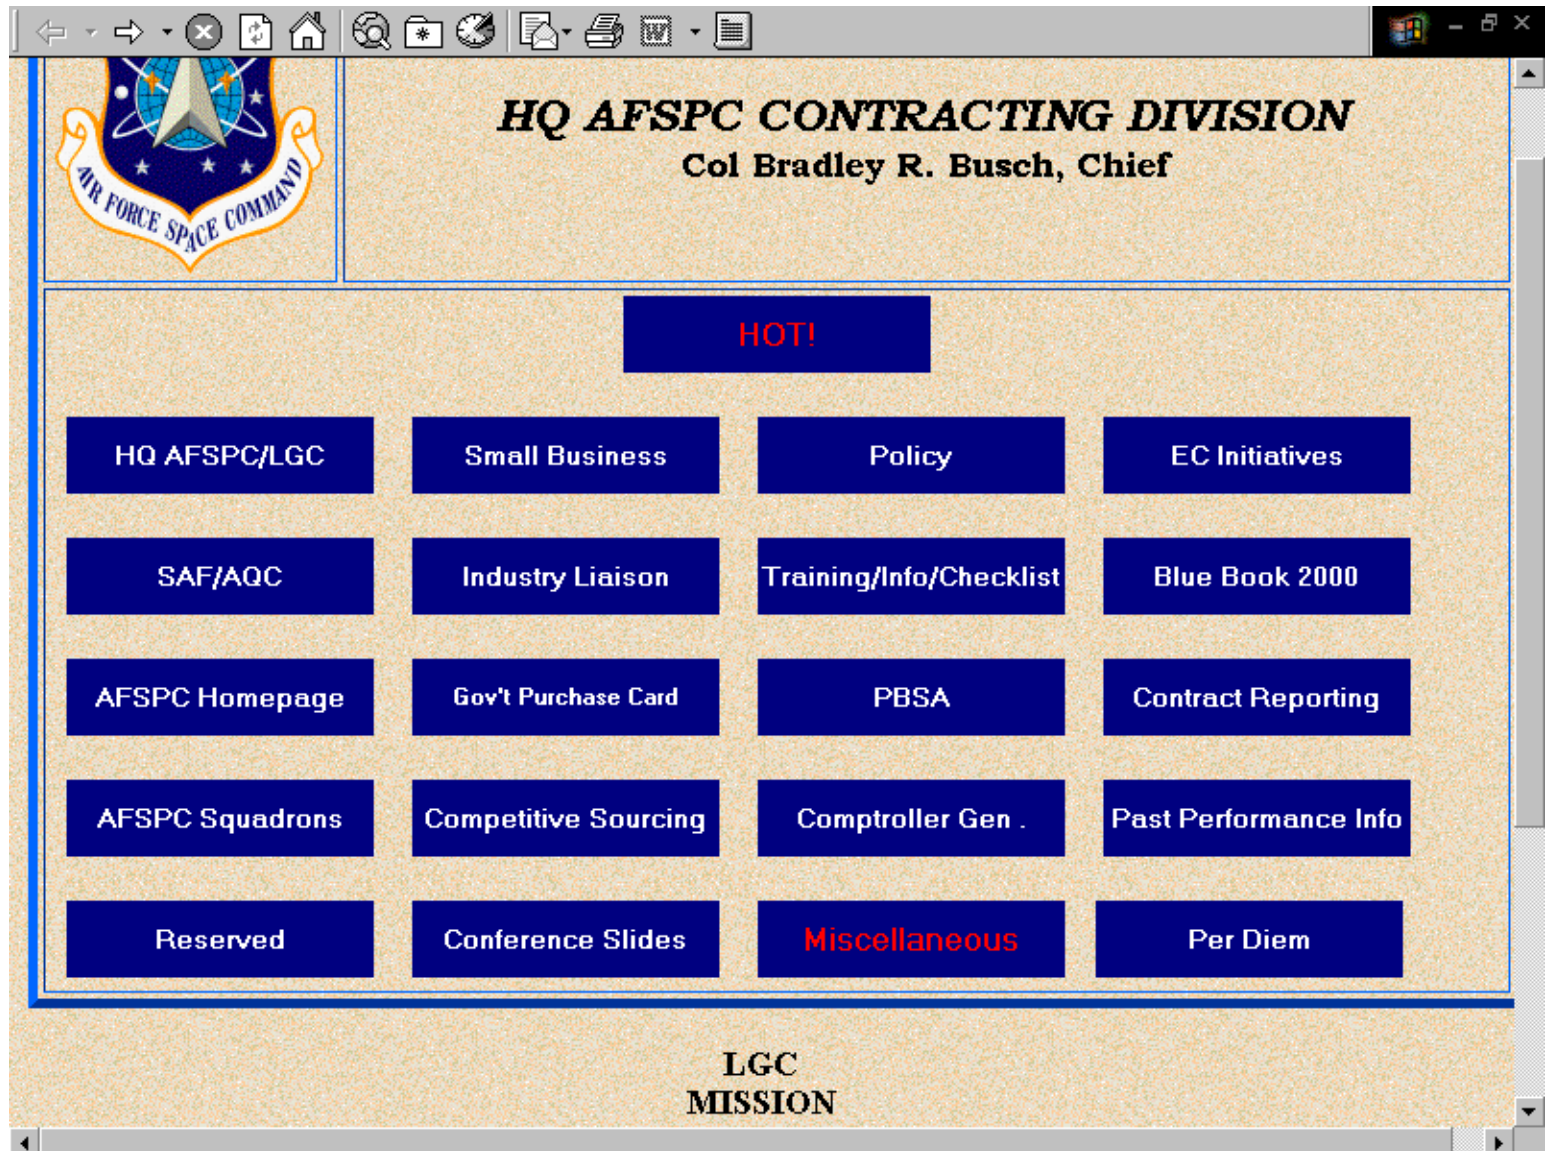 AIR FORCE SPACE COMMAND
HQ AFSPC CONTRACTING DIVISION
Col Bradley R. Busch, Chief
HOT!
HQ AFSPC/LGC
Small Business
Policy
EC Initiatives
SAF/AQC
Industry Liaison
Training/Info/Checklist
Blue Book 2000
AFSPC Homepage
Gov't Purchase Card
PBSA
Contract Reporting
AFSPC Squadrons
Competitive Sourcing
Comptroller Gen .
Past Performance Info
Reserved
Conference Slides
Miscellaneous
Per Diem
LGC
MISSION